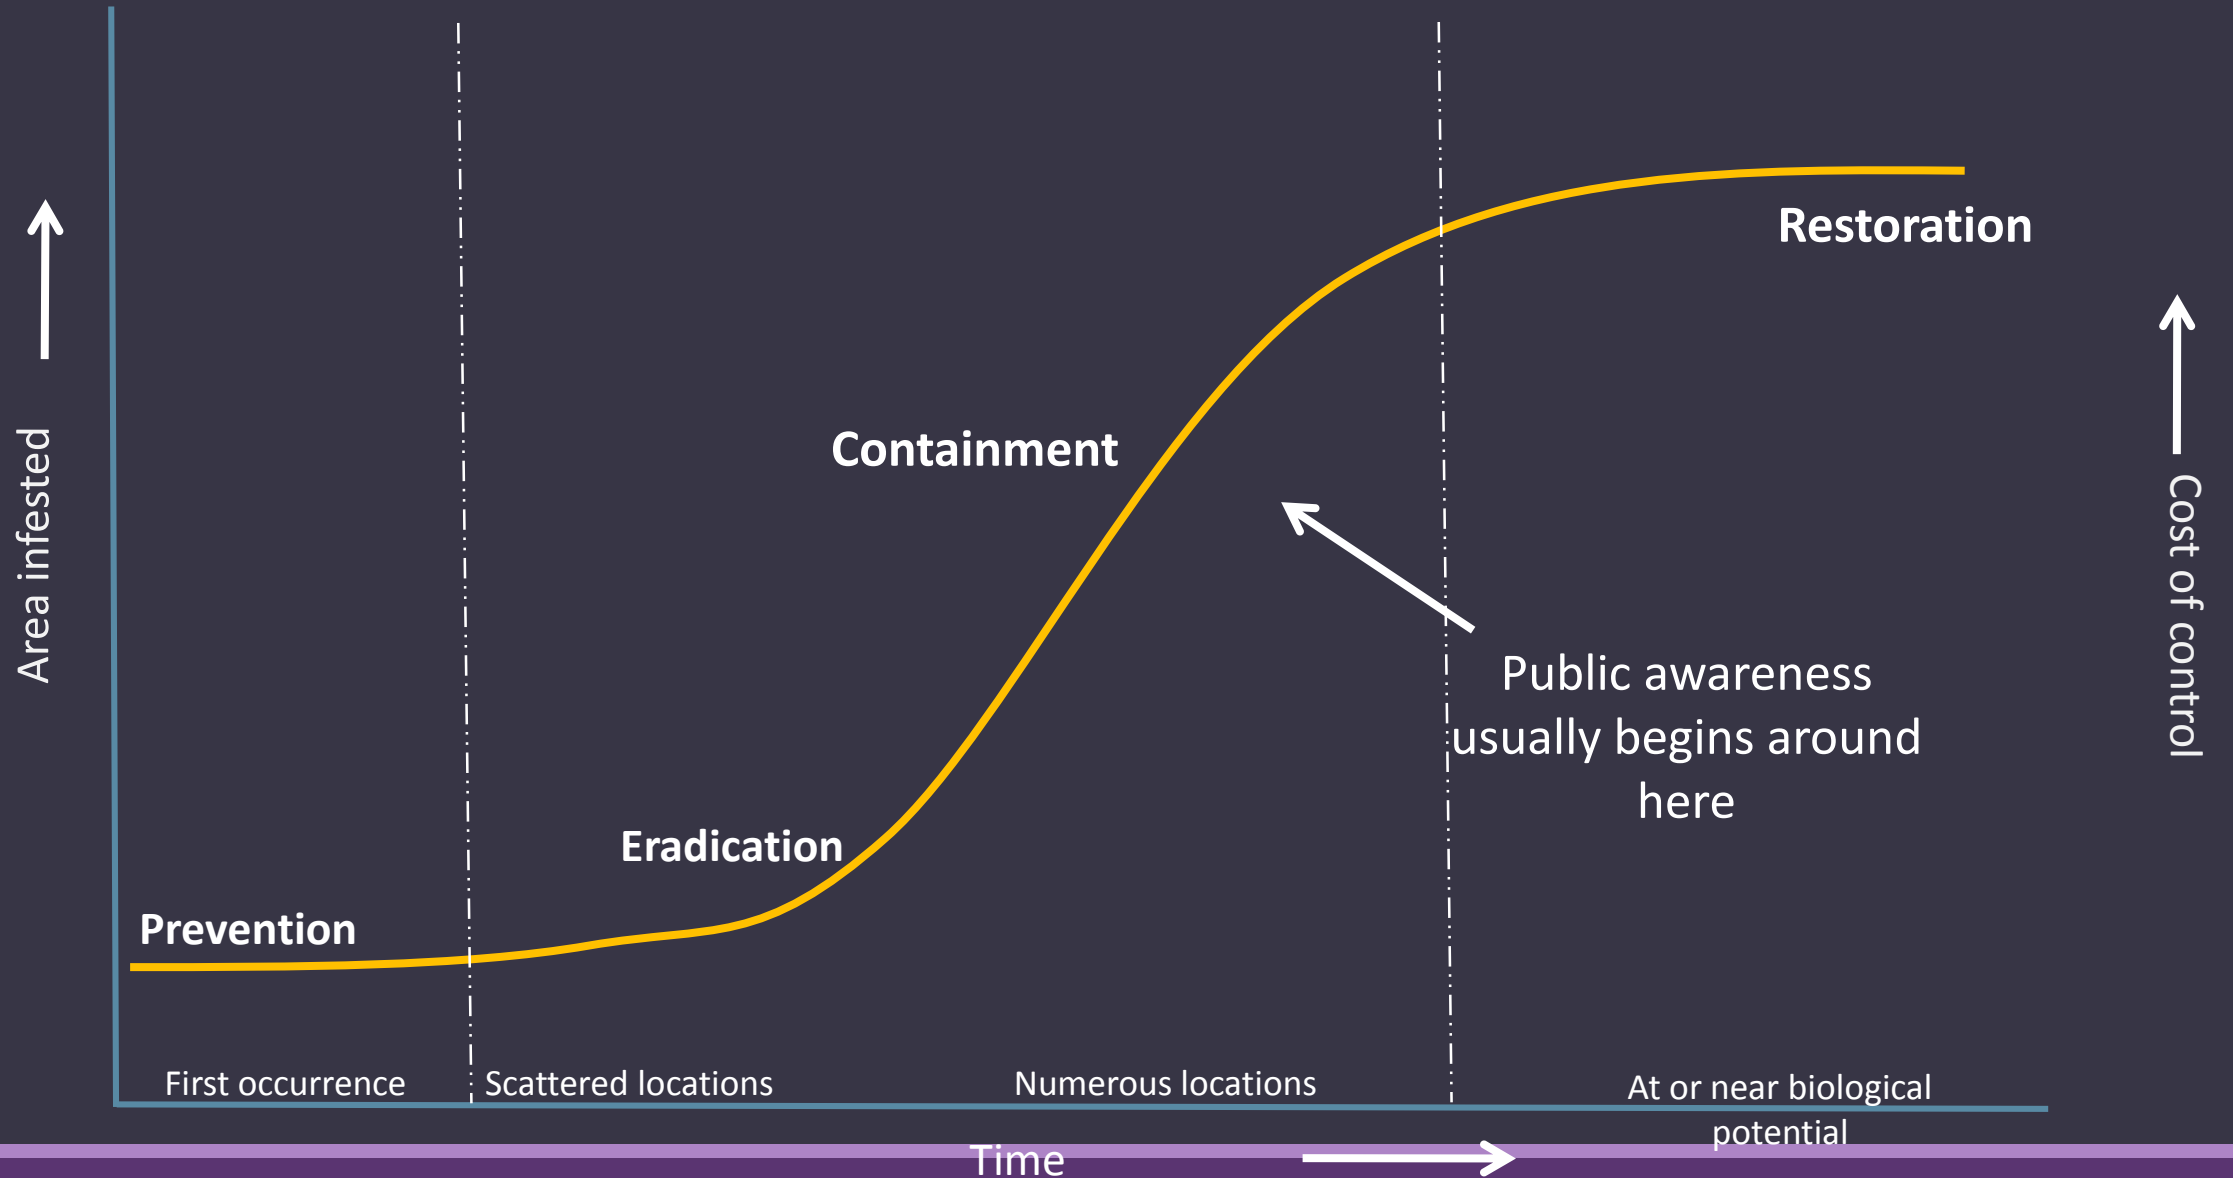 Restoration
Containment
Area infested
Cost of control
Public awareness
usually begins around
here
Eradication
Prevention
First occurrence
Scattered locations
Numerous locations
At or near biological
potential
Time